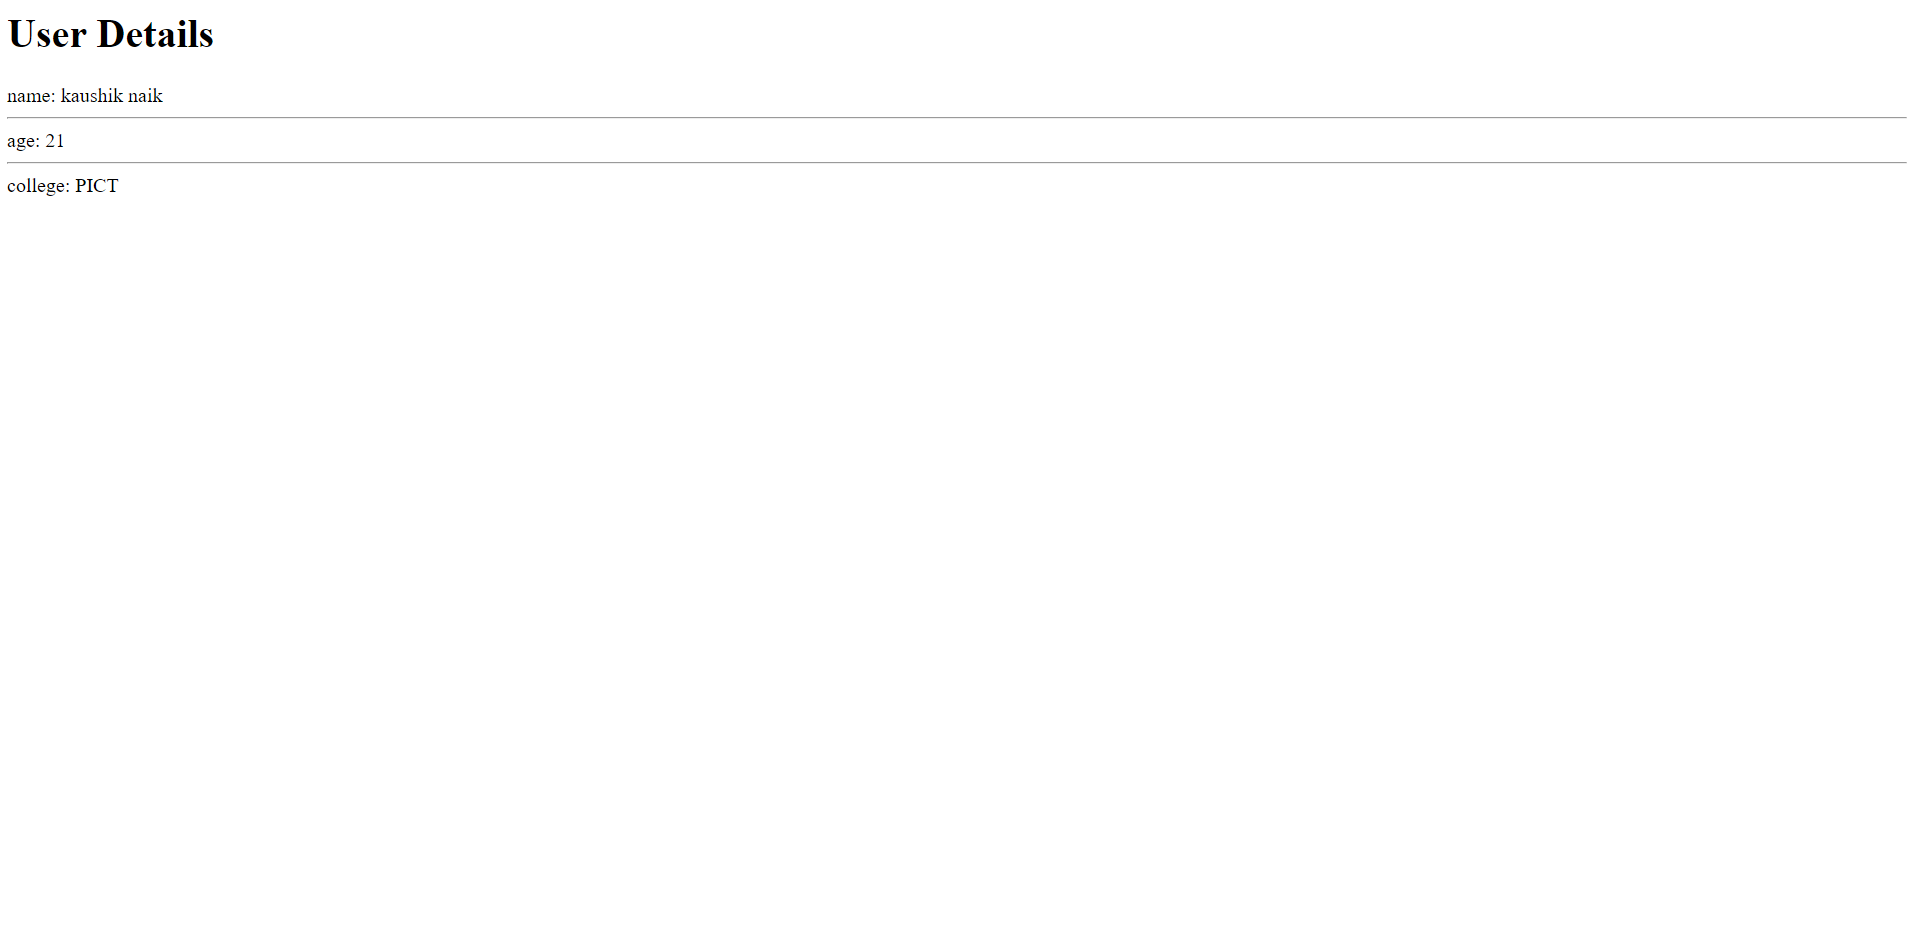 User Details
name: kaushik naik
age: 21
college: PICT